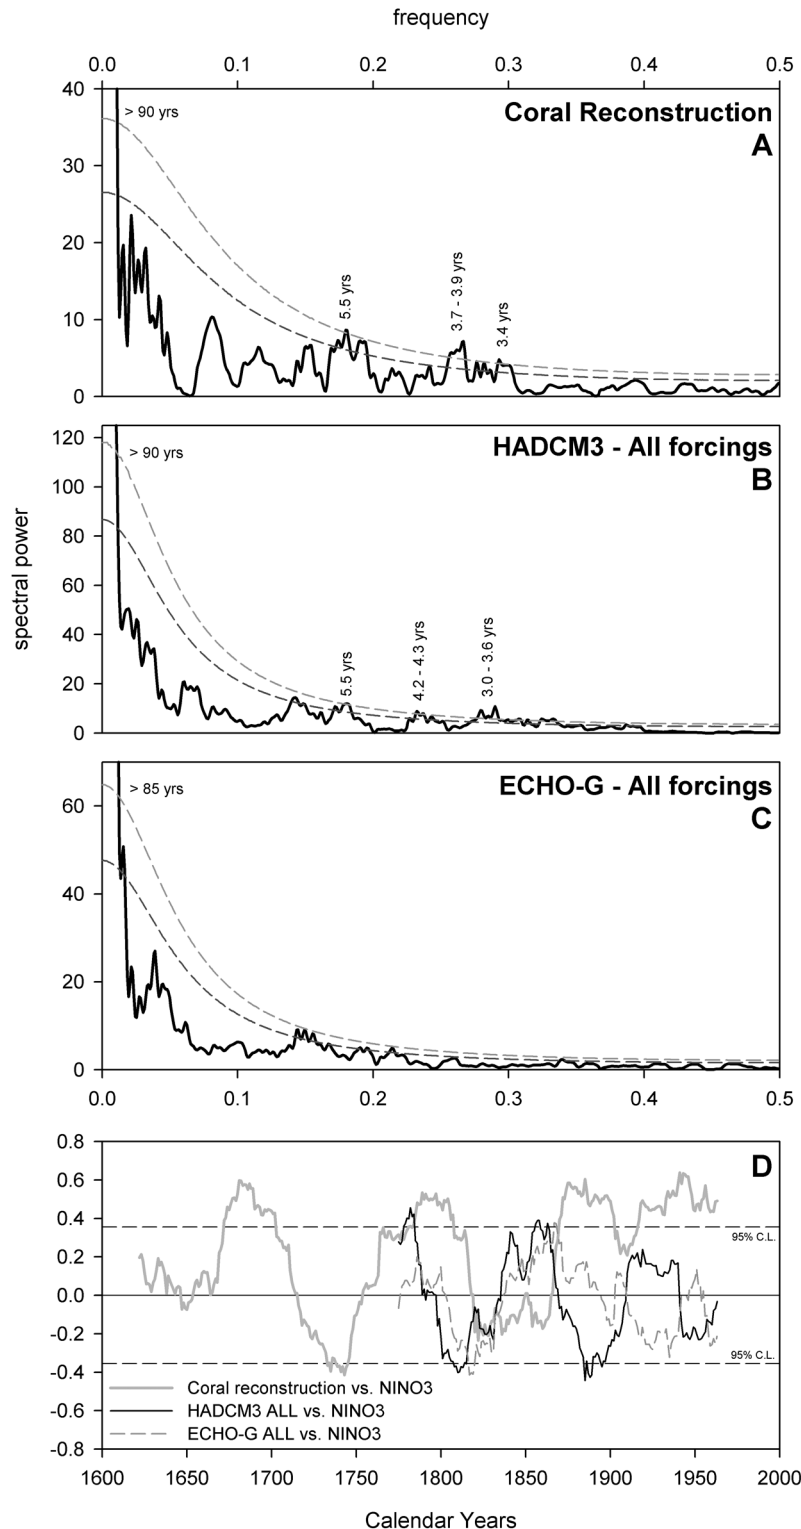 frequency
0.0 0.1 0.2 0.3 0.4 0.5
40
30
20
10
0
> 90 yrs
Coral Reconstruction
A
5.5 yrs
3.7 - 3.9 yrs
3.4 yrs
spectral power
120
100
80
60
40
20
0
> 90 yrs
HADCM3 - All forcings
B
5.5 yrs
4.2 - 4.3 yrs
3.0 - 3.6 yrs
60
40
20
0
> 85 yrs
ECHO-G - All forcings
C
0.0 0.1 0.2 0.3 0.4 0.5
0.8
0.6
0.4
0.2
0.0
-0.2
-0.4
-0.6
-0.8
D
95% C.L.
95% C.L.
Coral reconstruction vs. NINO3
HADCM3 ALL vs. NINO3
ECHO-G ALL vs. NINO3
1600 1650 1700 1750 1800 1850 1900 1950 2000
Calendar Years